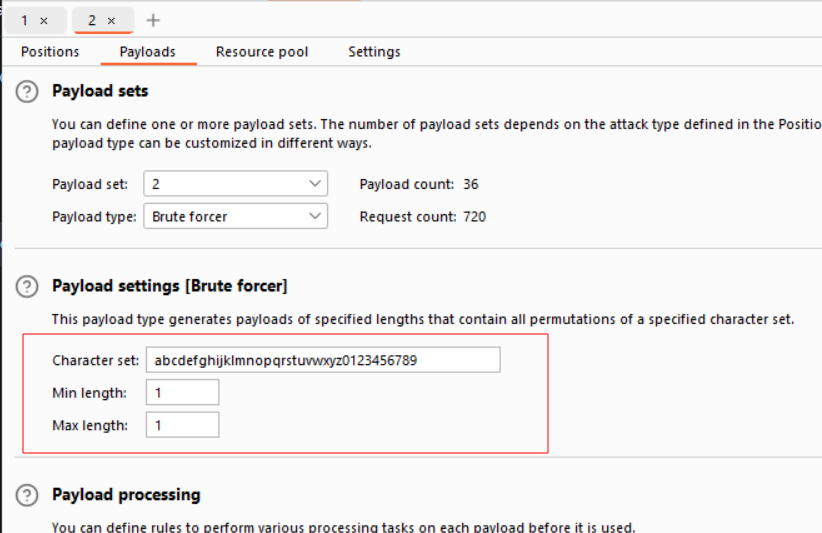 1 × 2 × +
Positions Payloads Resource pool Settings
? Payload sets
You can define one or more payload sets. The number of payload sets depends on the attack type defined in the Positio
payload type can be customized in different ways.
Payload set: 2 Payload count: 36
Payload type: Brute forcer Request count: 720
? Payload settings [Brute forcer]
This payload type generates payloads of specified lengths that contain all permutations of a specified character set.
Character set: abcdefghijklmnopqrstuvwxyz0123456789
Min length: 1
Max length: 1
? Payload processing
You can define rules to perform various processing tasks on each payload before it is used.